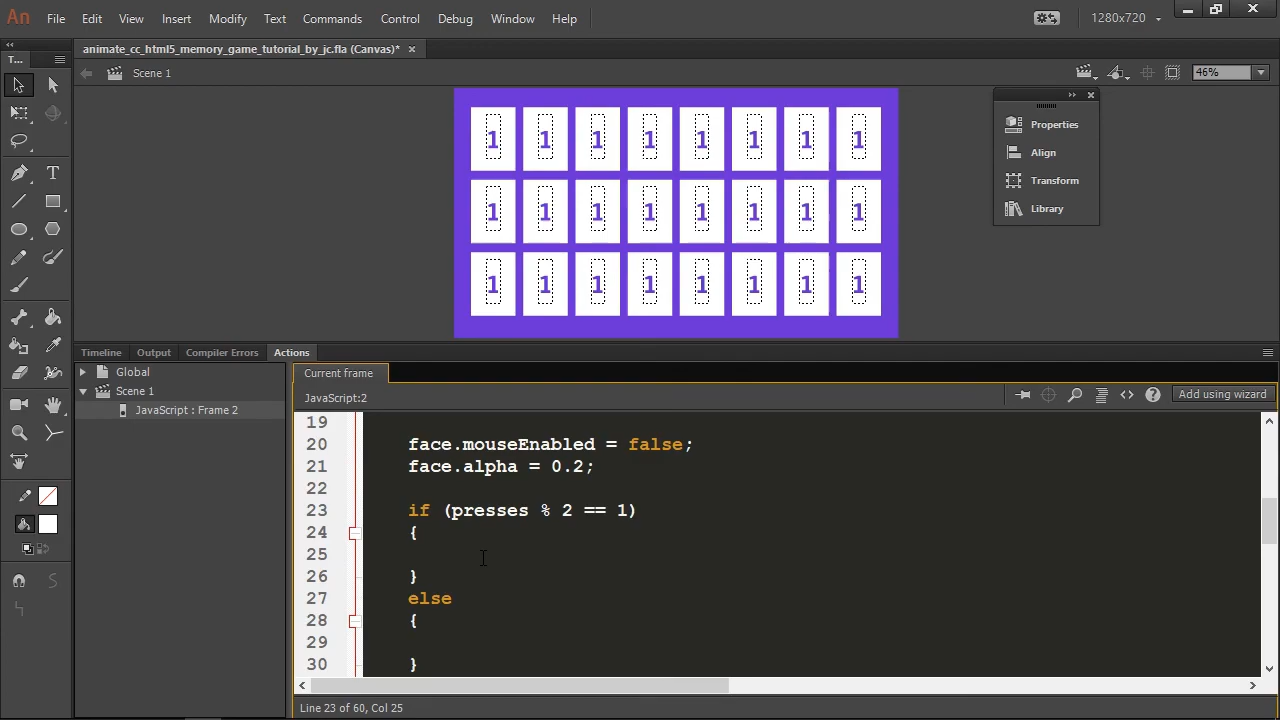 An File Edit View Insert Modify Text Commands Control Debug Window Help 1280x720
animate_cc_html5_memory_game_tutorial_by_jc.fla (Canvas)*
T...
Scene 1 46%
1 1 1 1 1 1 1 1
1 1 1 1 1 1 1 1
1 1 1 1 1 1 1 1
Properties
Align
Transform
Library
Timeline Output Compiler Errors Actions
Global
Scene 1
JavaScript : Frame 2
Current frame
JavaScript:2 Add using wizard
19
20 face.mouseEnabled = false;
21 face.alpha = 0.2;
22
23 if (presses % 2 == 1)
24 {
25
26 }
27 else
28 {
29
30 }
Line 23 of 60, Col 25